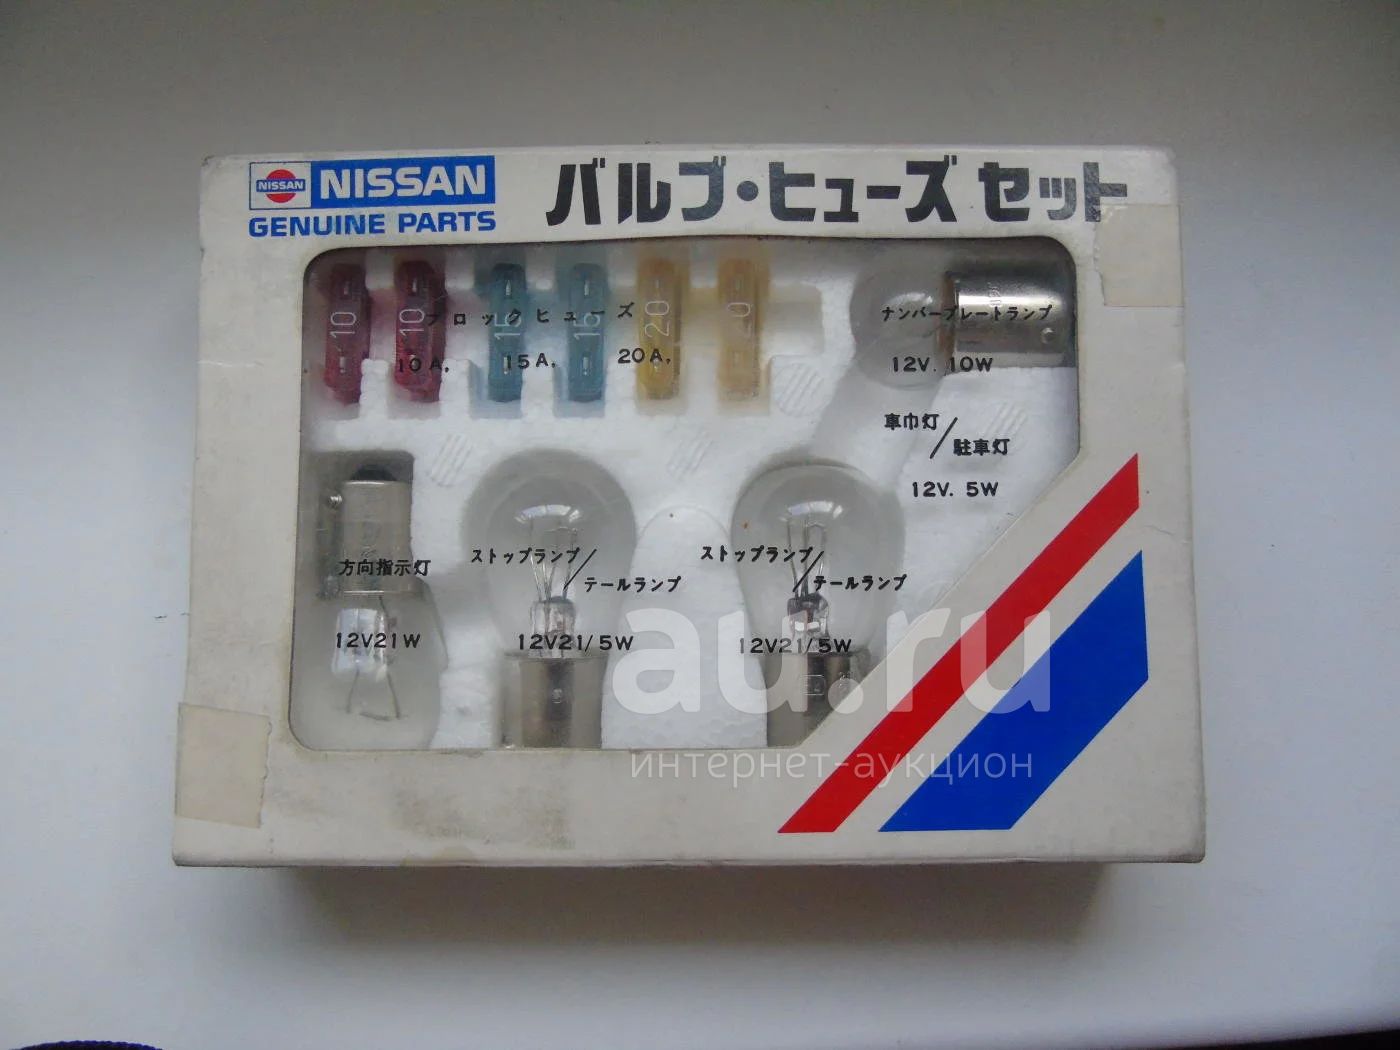 NISSAN NISSAN
GENUINE PARTS
バルブ・ヒューズ セット
10 10 15 15 20 20
ブロックヒューズ
10A. 15A. 20A.
ナンバープレートランプ
12V. 10W
車巾灯/駐車灯
12V. 5W
方向指示灯
12V21W
ストップランプ/テールランプ
12V21/5W
ストップランプ/テールランプ
12V21/5W
au.ru
интернет-аукцион